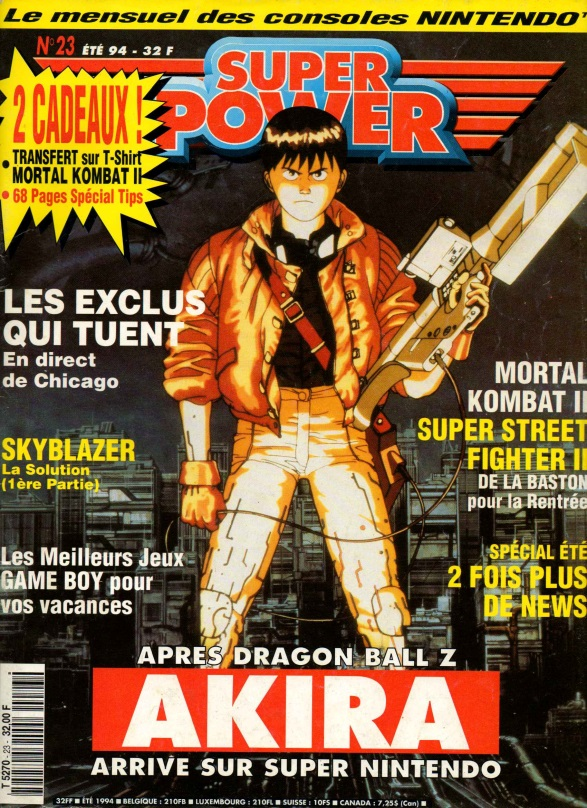 Le mensuel des consoles NINTENDO
N°23 ÉTÉ 94 - 32 F
SUPER
POWER
2 CADEAUX !
• TRANSFERT sur T-Shirt
MORTAL KOMBAT II
• 68 Pages Spécial Tips
LES EXCLUS
QUI TUENT
En direct
de Chicago
MORTAL
KOMBAT II
SUPER STREET
FIGHTER II
DE LA BASTON
pour la Rentrée
SKYBLAZER
La Solution
(1ère Partie)
Les Meilleurs Jeux
GAME BOY pour
vos vacances
SPÉCIAL ÉTÉ
2 FOIS PLUS
DE NEWS
APRES DRAGON BALL Z
AKIRA
ARRIVE SUR SUPER NINTENDO
T 5270 - 23 - 32,00 F
32FF ■ ÉTÉ 1994 ■ BELGIQUE : 210FB ■ LUXEMBOURG : 210FL ■ SUISSE : 10FS ■ CANADA : 7,25$ (Can) ■